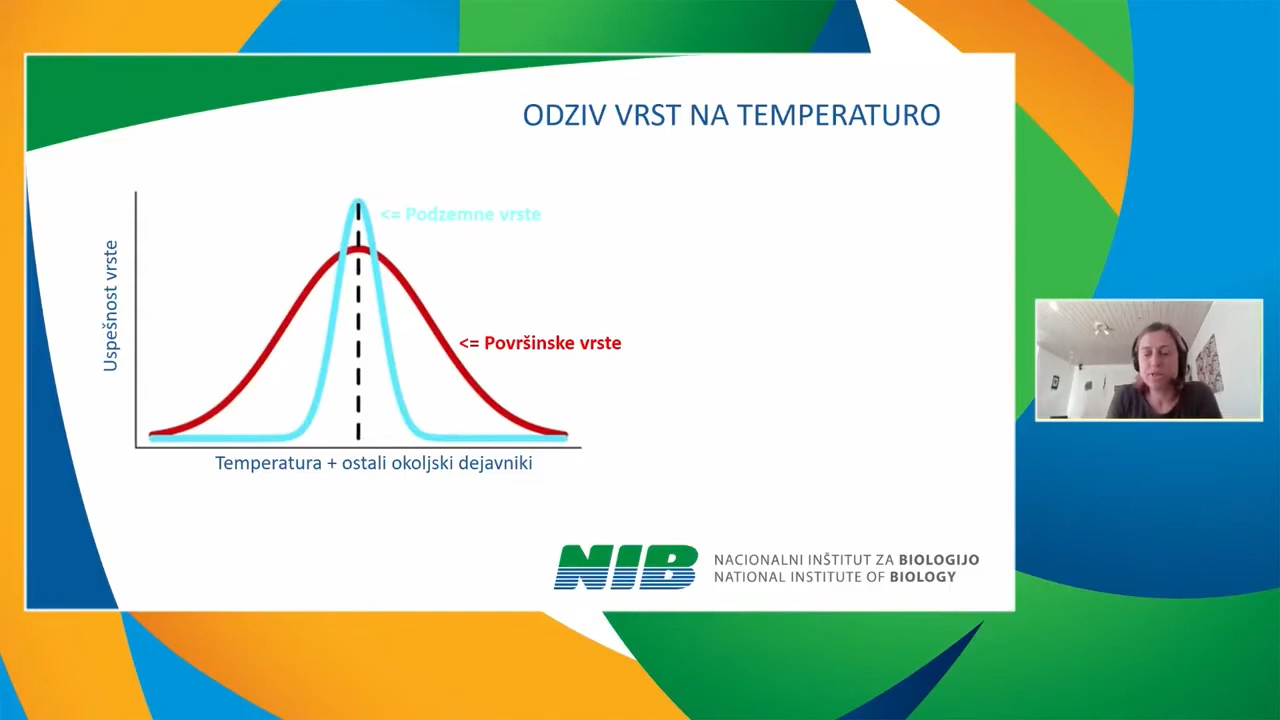 ODZIV VRST NA TEMPERATURO
<= Podzemne vrste
<= Površinske vrste
Uspešnost vrste
Temperatura + ostali okoljski dejavniki
NIB
NACIONALNI INŠTITUT ZA BIOLOGIJO
NATIONAL INSTITUTE OF BIOLOGY